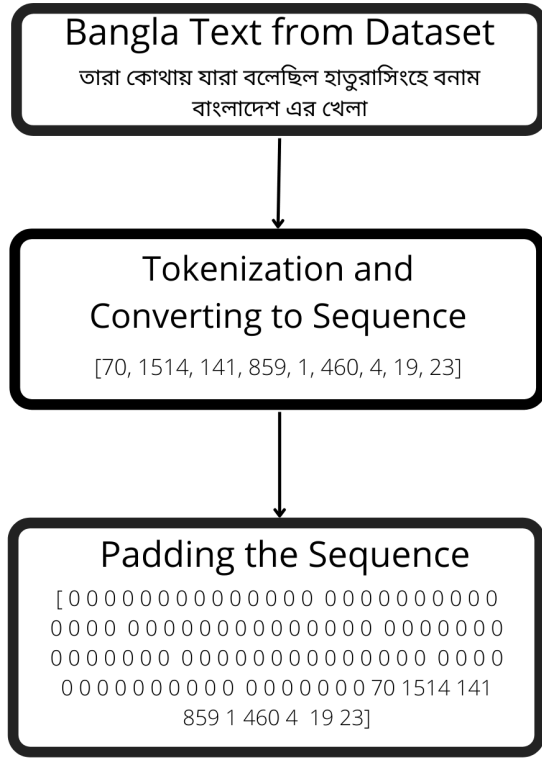 Bangla Text from Dataset
তারা কোথায় যারা বলেছিল হাতুরাসিংহে বনাম
বাংলাদেশ এর খেলা
Tokenization and
Converting to Sequence
[70, 1514, 141, 859, 1, 460, 4, 19, 23]
Padding the Sequence
[ 0 0 0 0 0 0 0 0 0 0 0 0 0 0 0 0 0 0 0 0 0 0 0 0
0 0 0 0 0 0 0 0 0 0 0 0 0 0 0 0 0 0 0 0 0 0 0 0 0
0 0 0 0 0 0 0 0 0 0 0 0 0 0 0 0 0 0 0 0 0 0 0 0 0
0 0 0 0 0 0 0 0 0 0 0 0 0 0 0 0 0 70 1514 141
859 1 460 4 19 23]